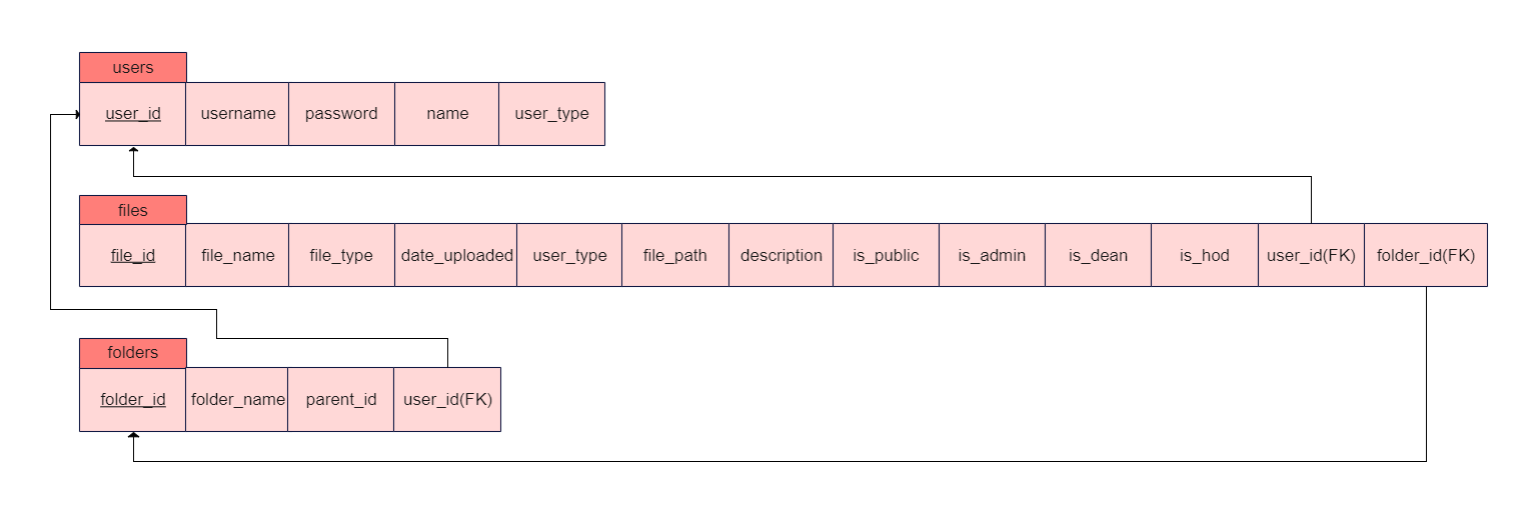 users
user_id username password name user_type
files
file_id file_name file_type date_uploaded user_type file_path description is_public is_admin is_dean is_hod user_id(FK) folder_id(FK)
folders
folder_id folder_name parent_id user_id(FK)